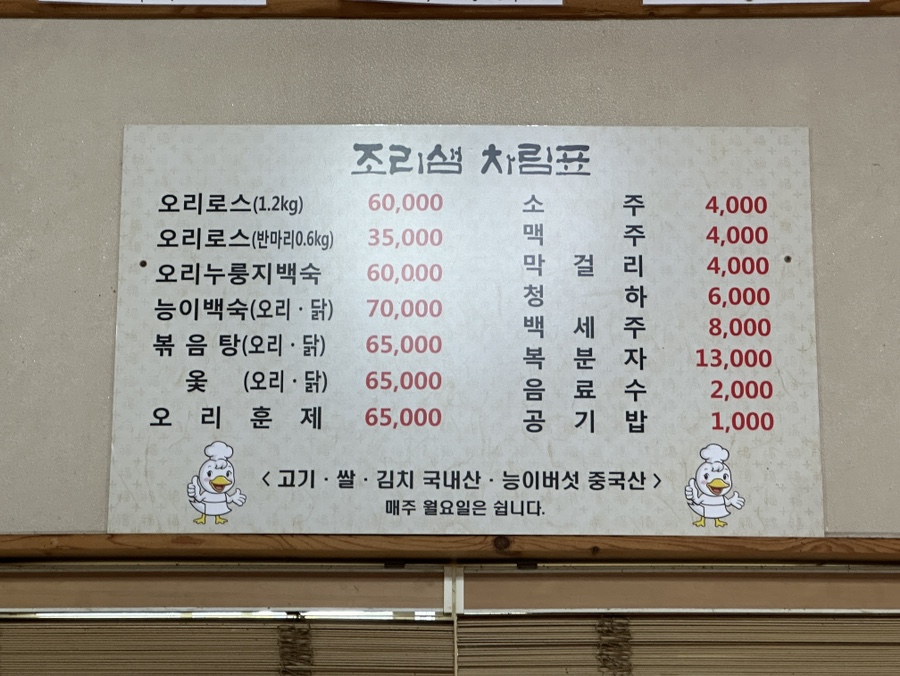 조리샘 차림표
오리로스(1.2kg) 60,000
오리로스(반마리0.6kg) 35,000
오리누룽지백숙 60,000
능이백숙(오리·닭) 70,000
볶음탕(오리·닭) 65,000
옻 (오리·닭) 65,000
오리훈제 65,000
소주 4,000
맥주 4,000
막걸리 4,000
청하 6,000
백세주 8,000
복분자 13,000
음료수 2,000
공기밥 1,000
<고기·쌀·김치 국내산·능이버섯 중국산>
매주 월요일은 쉽니다.